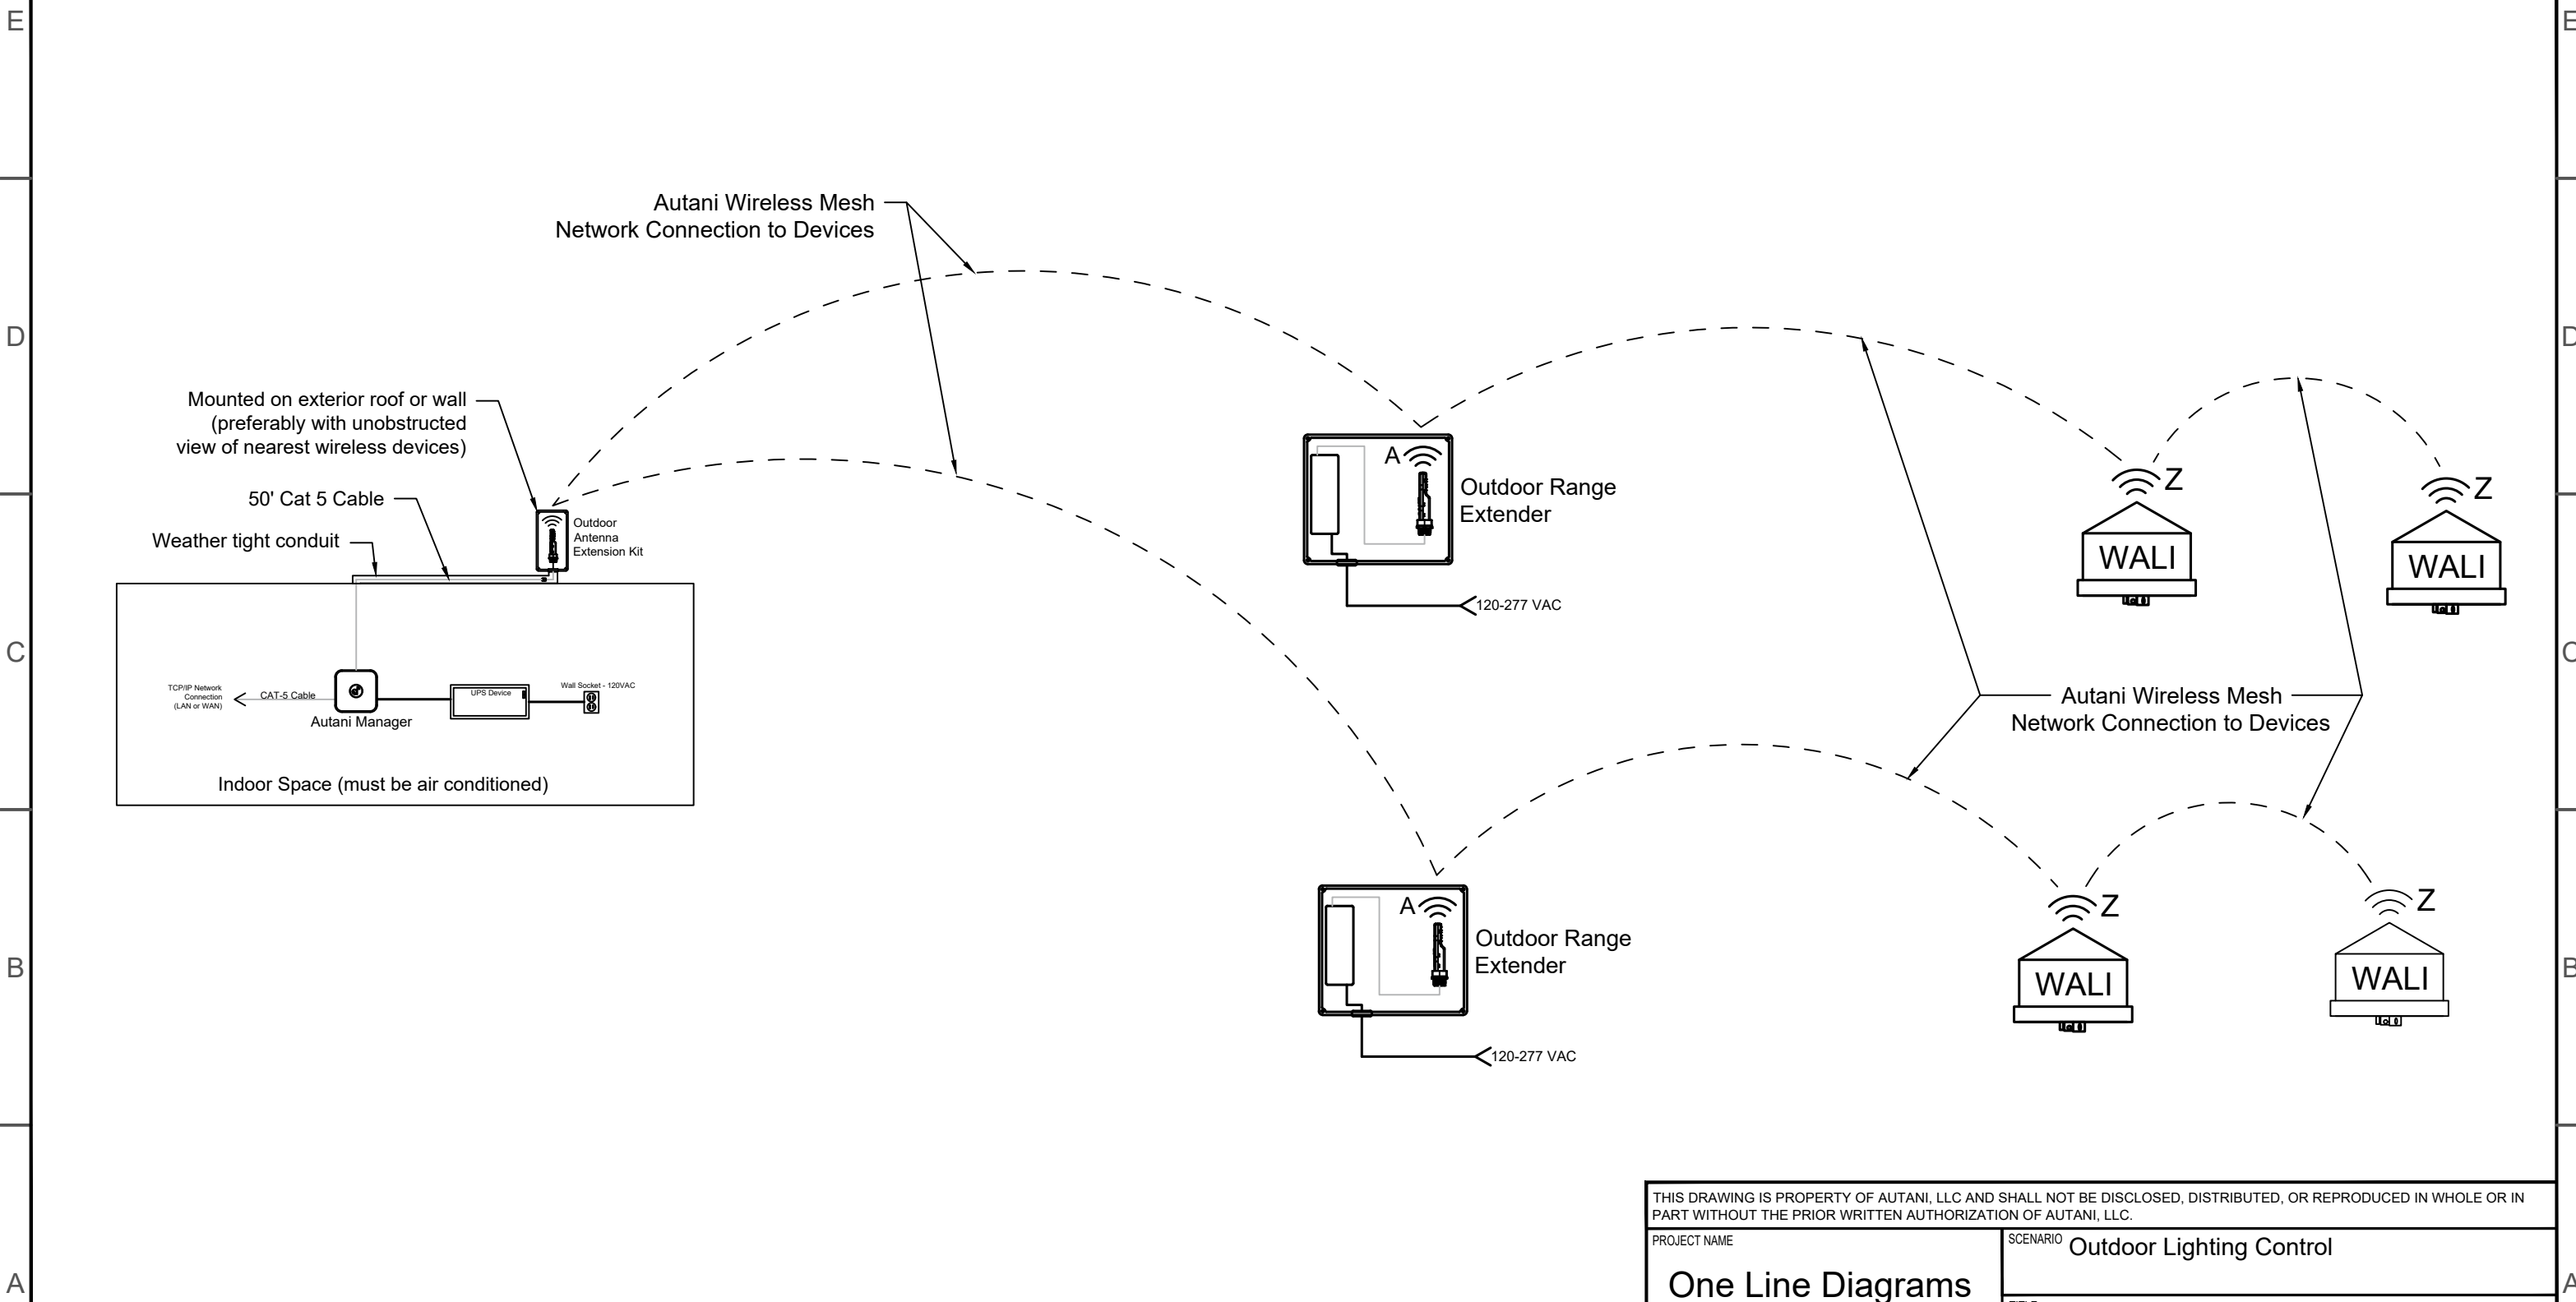 E
E
Autani Wireless Mesh
Network Connection to Devices
D
D
Mounted on exterior roof or wall
(preferably with unobstructed
view of nearest wireless devices)
A
Z
Z
50' Cat 5 Cable
Outdoor Range
Extender
Outdoor
Antenna
Extension Kit
Weather tight conduit
WALI
WALI
120-277 VAC
C
C
TCP/IP Network
Connection
(LAN or WAN)
CAT-5 Cable
UPS Device
Wall Socket - 120VAC
Autani Manager
Autani Wireless Mesh
Network Connection to Devices
Indoor Space (must be air conditioned)
A
Z
Z
Outdoor Range
Extender
B
B
WALI
WALI
120-277 VAC
THIS DRAWING IS PROPERTY OF AUTANI, LLC AND SHALL NOT BE DISCLOSED, DISTRIBUTED, OR REPRODUCED IN WHOLE OR IN
PART WITHOUT THE PRIOR WRITTEN AUTHORIZATION OF AUTANI, LLC.
PROJECT NAME
SCENARIO Outdoor Lighting Control
A
A
One Line Diagrams